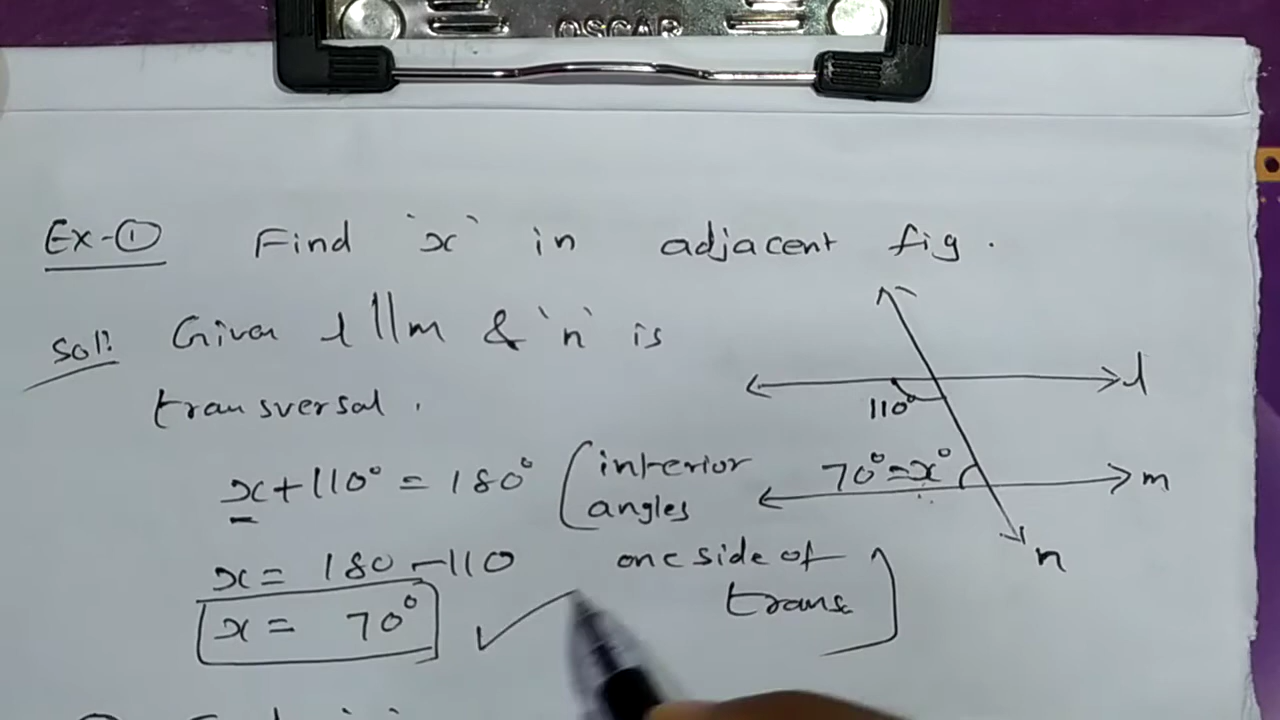 OSCAR
Ex-① Find 'x' in adjacent fig.
Sol: Given l ||m & 'n' is
transversal.
x+110°=180° (interior
angles
x= 180-110 one side of
trans
x= 70°
l
110°
70°=x°
m
n